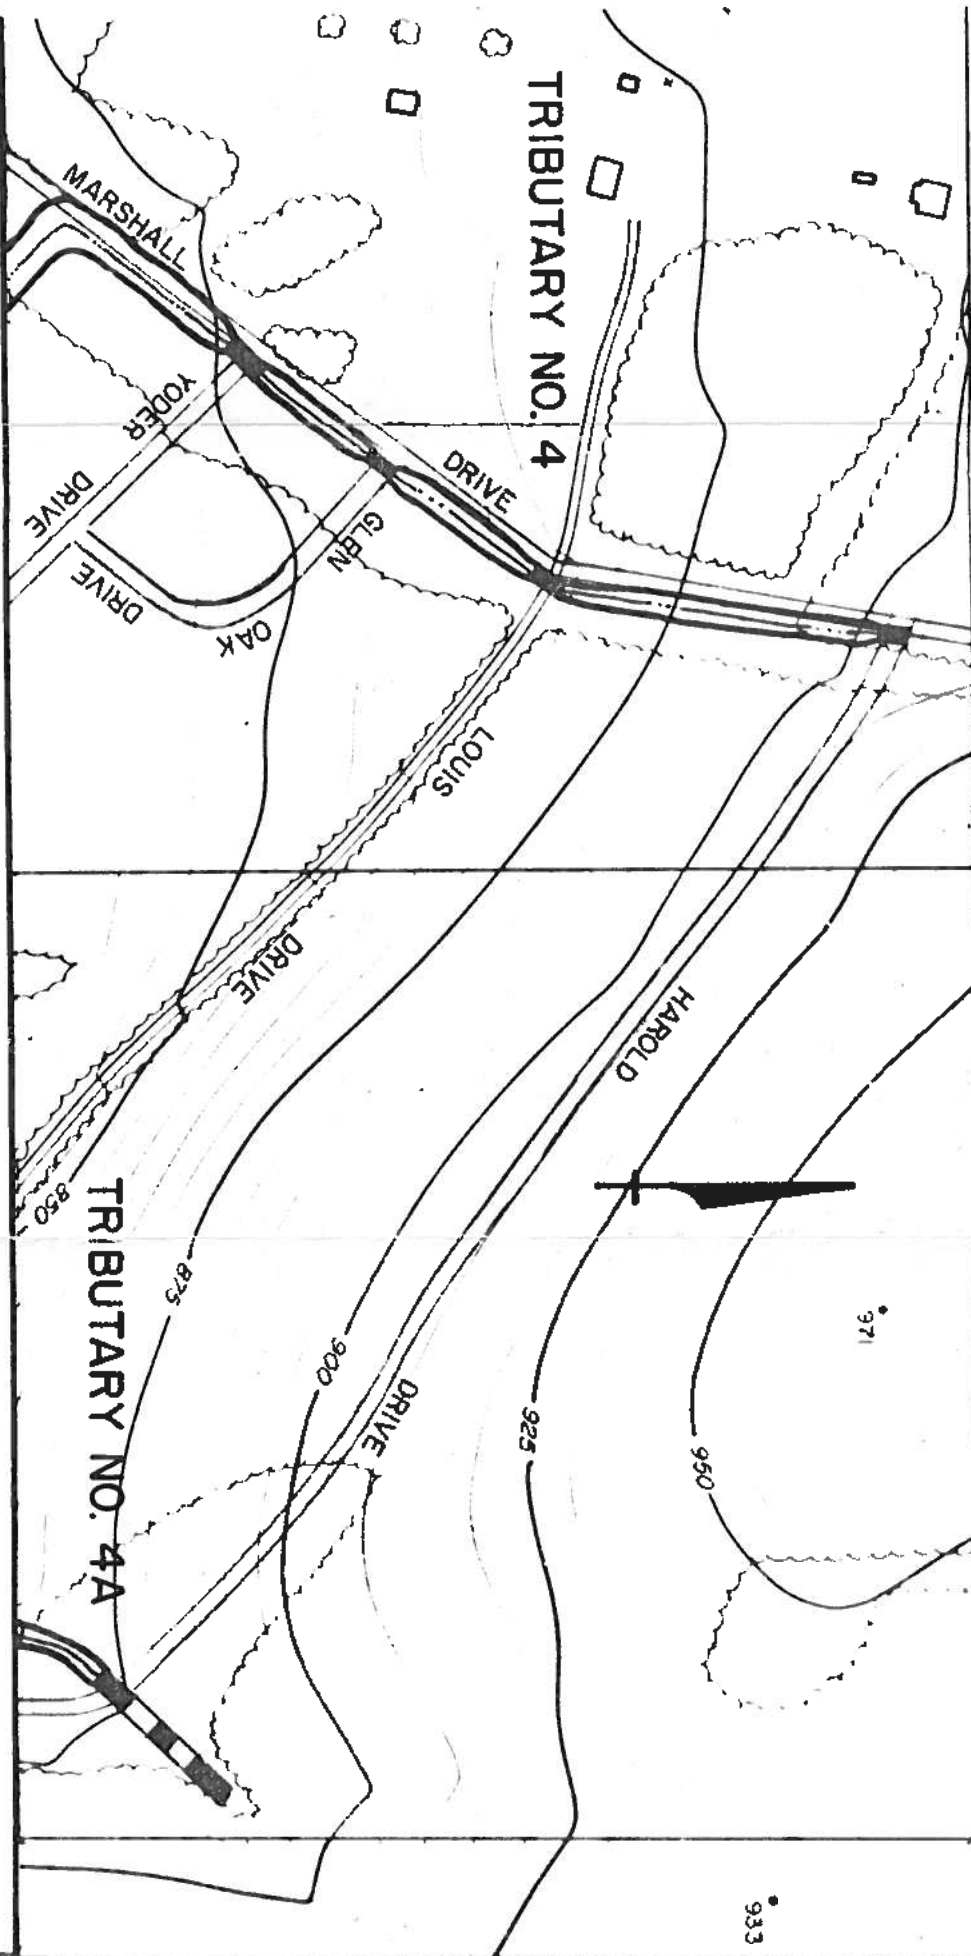 TRIBUTARY NO. 4
MARSHALL
DRIVE
YODER
DRIVE
GLEN
OAK
DRIVE
LOUIS
DRIVE
HAROLD
DRIVE
850
875
900
925
950
971
933
TRIBUTARY NO. 4A